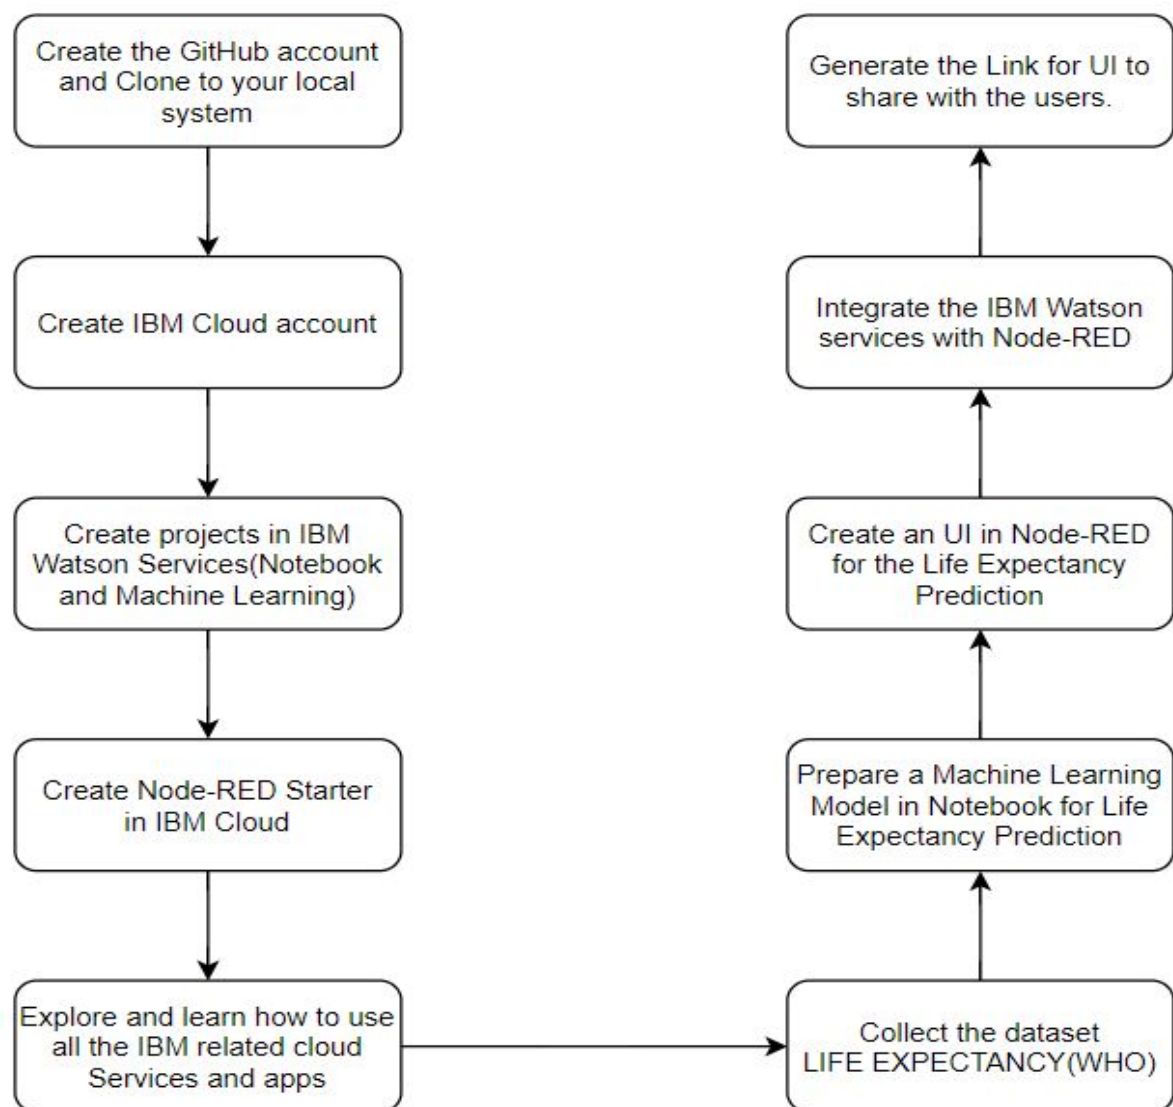 Create the GitHub account
and Clone to your local
system
Create IBM Cloud account
Create projects in IBM
Watson Services(Notebook
and Machine Learning)
Create Node-RED Starter
in IBM Cloud
Explore and learn how to use
all the IBM related cloud
Services and apps
Collect the dataset
LIFE EXPECTANCY(WHO)
Prepare a Machine Learning
Model in Notebook for Life
Expectancy Prediction
Create an UI in Node-RED
for the Life Expectancy
Prediction
Integrate the IBM Watson
services with Node-RED
Generate the Link for UI to
share with the users.